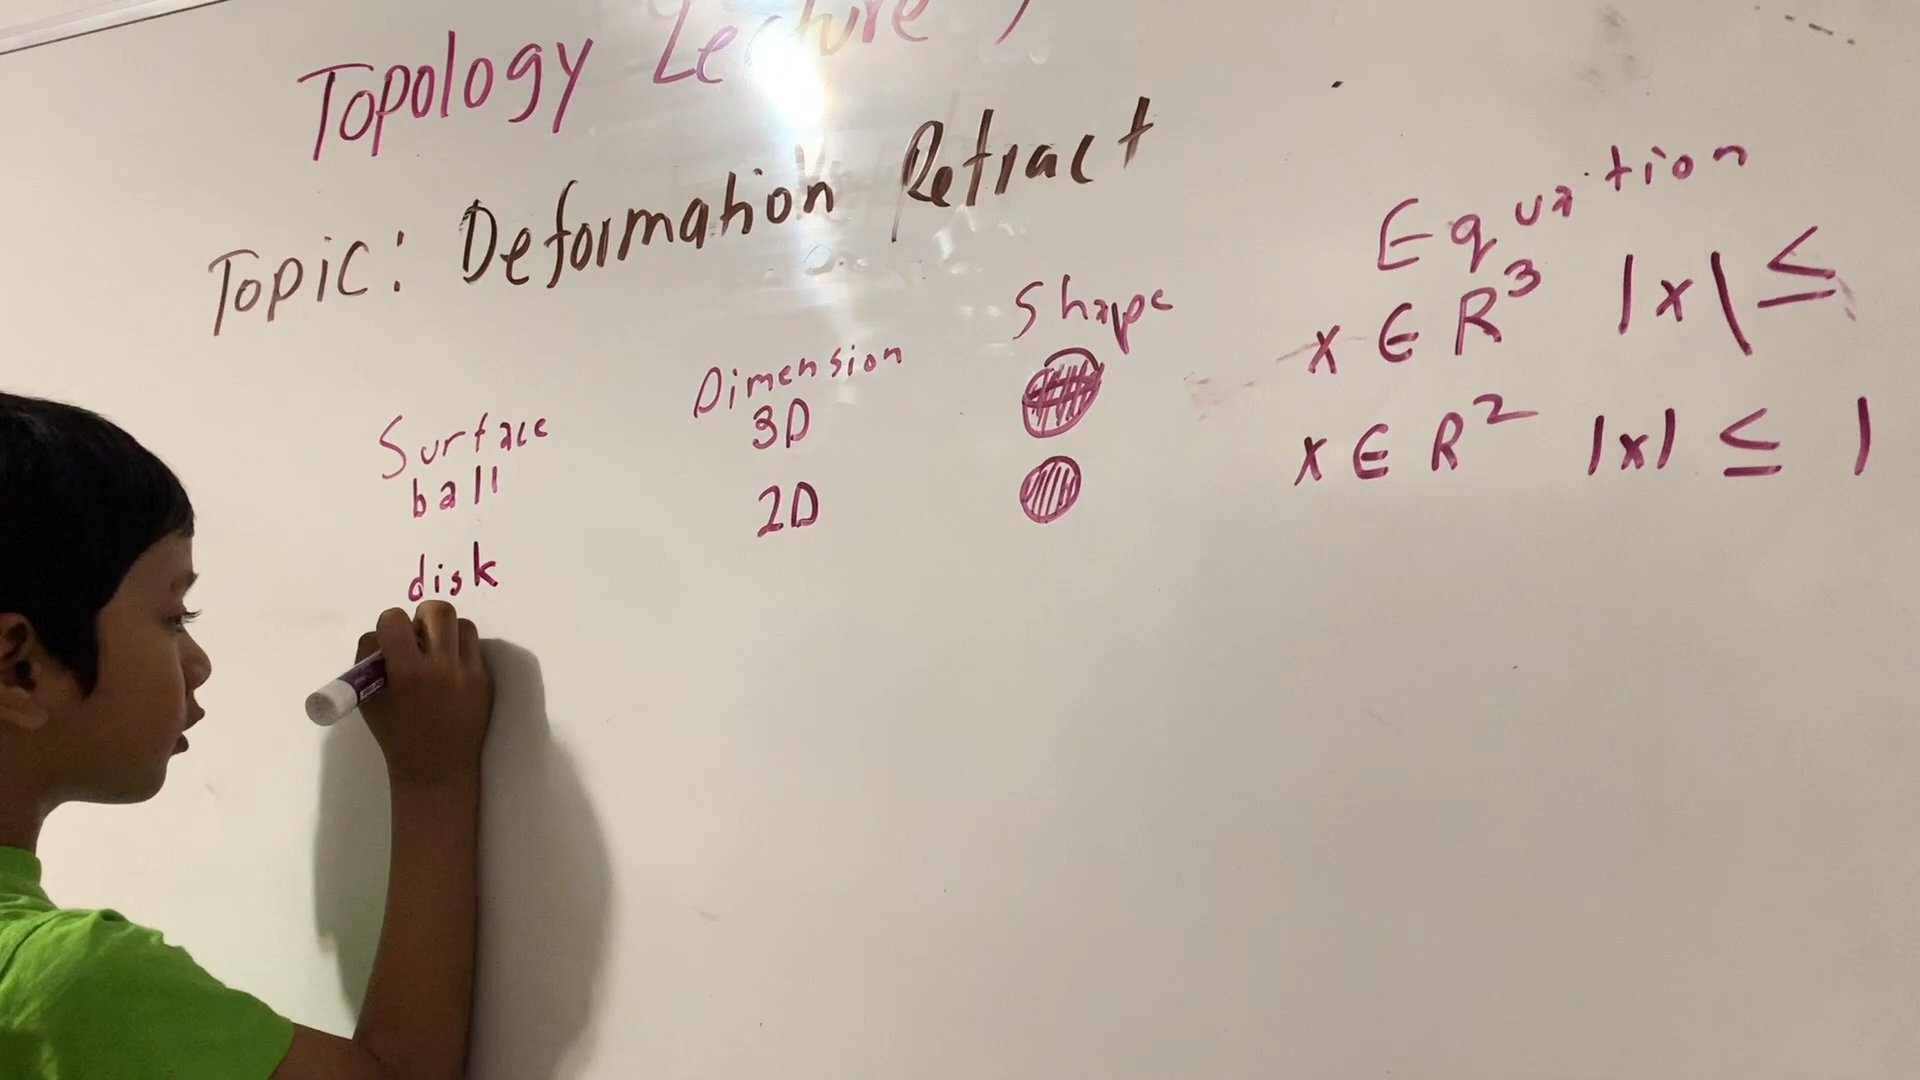 Topology Lecture
Topic: Deformation Retract
Surface Dimension Shape Equation
ball 3D x ∈ R³ |x| ≤
disk 2D x ∈ R² |x| ≤ 1